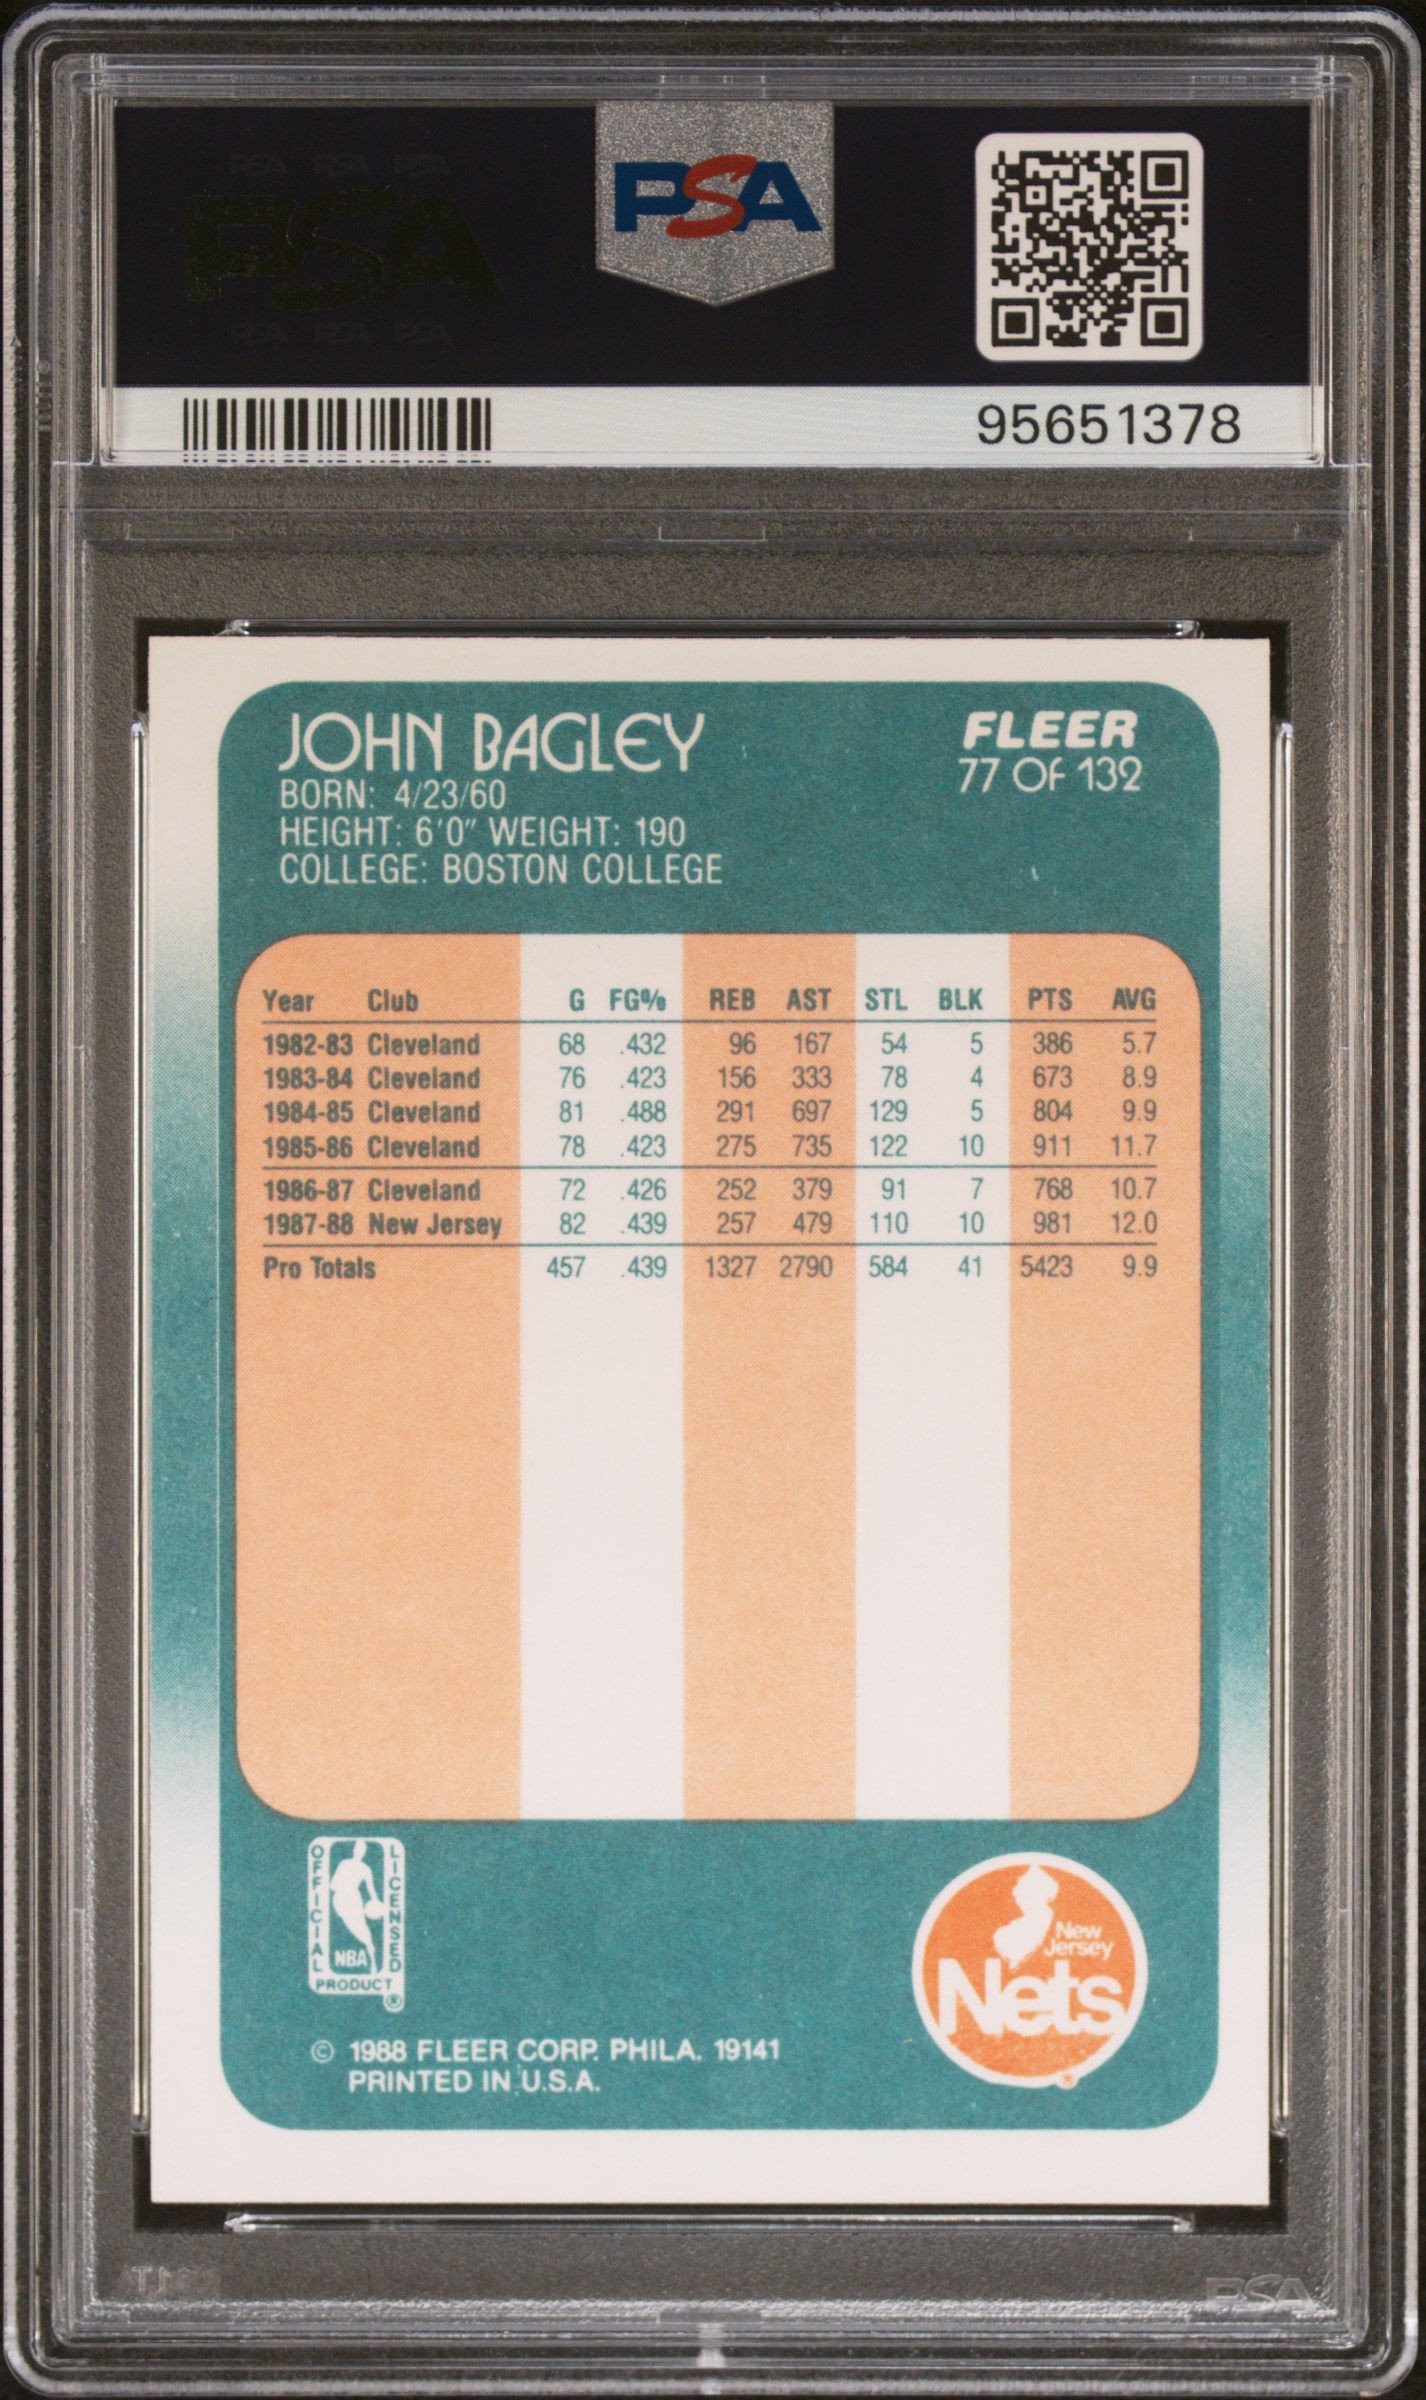 PSA PSA PSA
PSA
PSA PSA PSA
PSA
95651378
JOHN BAGLEY
BORN: 4/23/60
HEIGHT: 6'0" WEIGHT: 190
COLLEGE: BOSTON COLLEGE
FLEER
77 OF 132
Year Club G FG% REB AST STL BLK PTS AVG
1982-83 Cleveland 68 .432 96 167 54 5 386 5.7
1983-84 Cleveland 76 .423 156 333 78 4 673 8.9
1984-85 Cleveland 81 .488 291 697 129 5 804 9.9
1985-86 Cleveland 78 .423 275 735 122 10 911 11.7
1986-87 Cleveland 72 .426 252 379 91 7 768 10.7
1987-88 New Jersey 82 .439 257 479 110 10 981 12.0
Pro Totals 457 .439 1327 2790 584 41 5423 9.9
OFFICIAL LICENSED
NBA
PRODUCT
®
New
Jersey
Nets
®
© 1988 FLEER CORP. PHILA. 19141
PRINTED IN U.S.A.
PSA